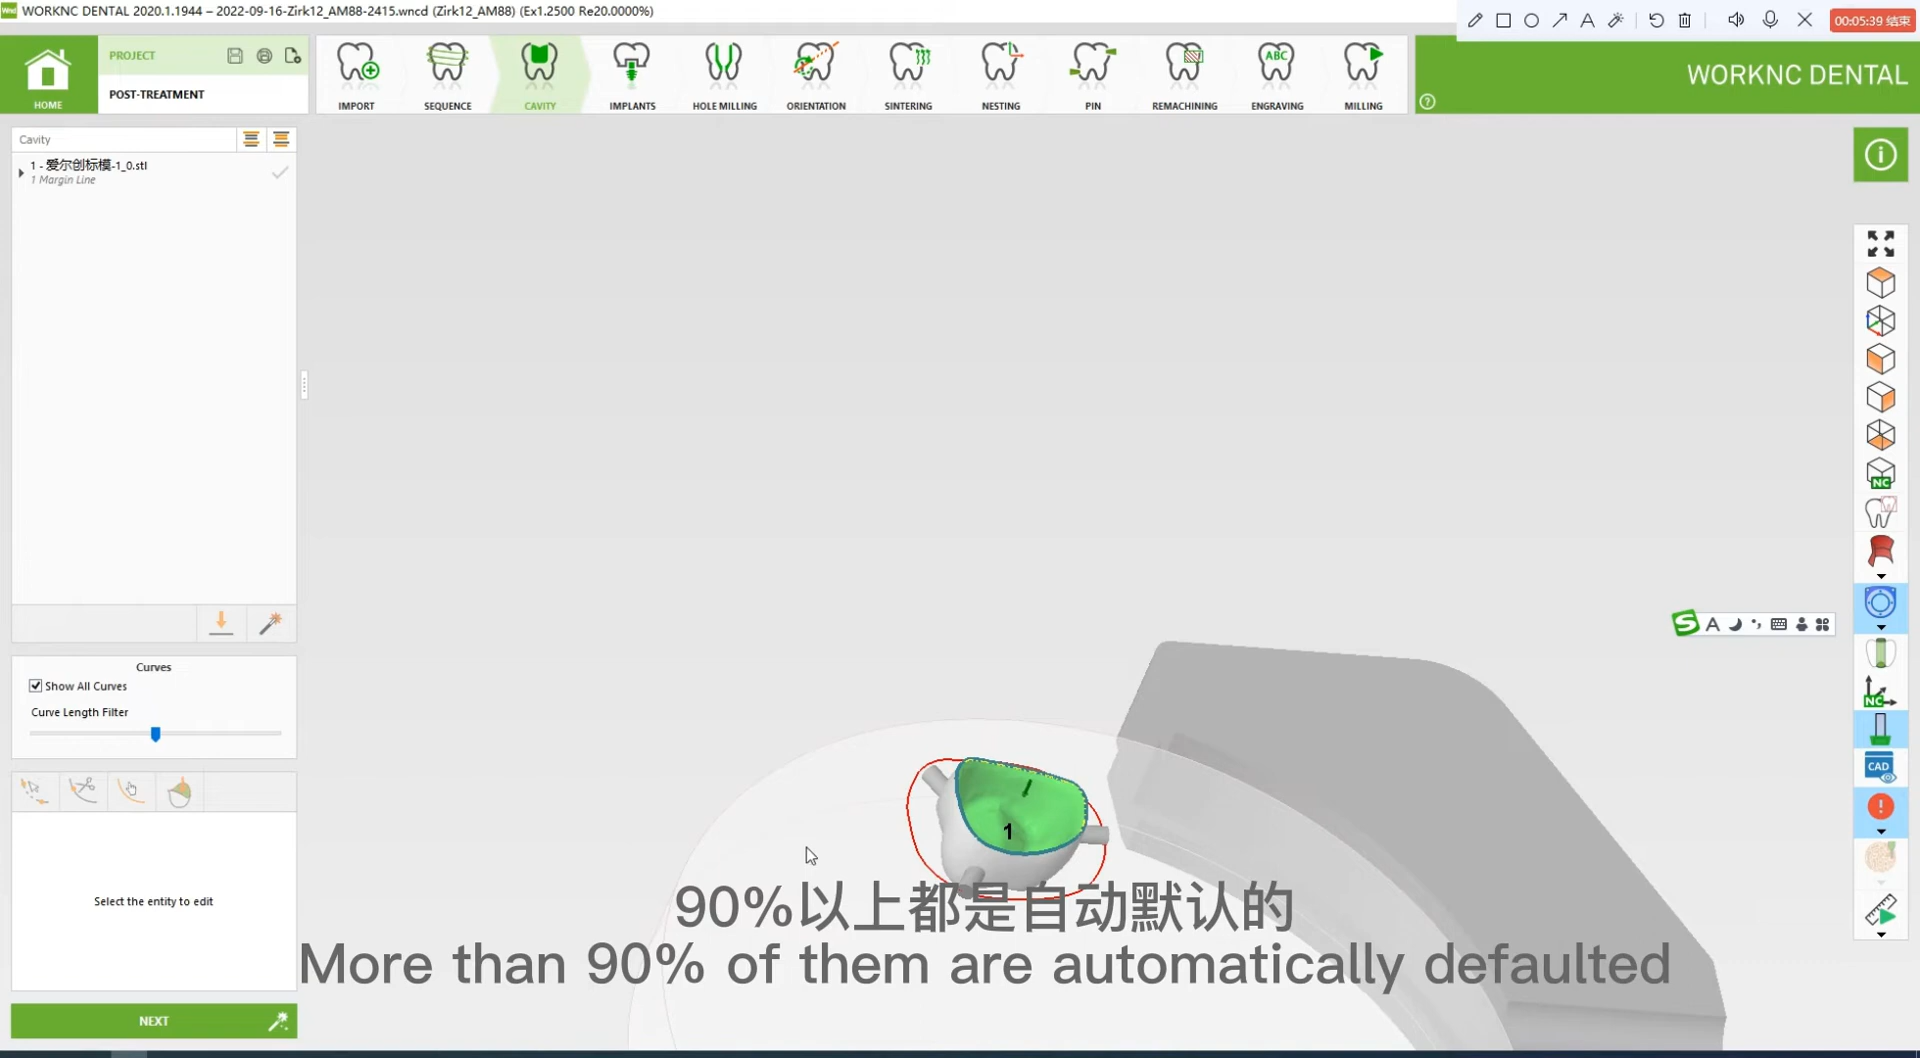 WORKNC DENTAL 2020.1.1944 – 2022-09-16-Zirk12_AM88-2415.wncd (Zirk12_AM88) (Ex1.2500 Re20.0000%)
00:05:39 结束
HOME
PROJECT
POST-TREATMENT
IMPORT
SEQUENCE
CAVITY
IMPLANTS
HOLE MILLING
ORIENTATION
SINTERING
NESTING
PIN
REMACHINING
ABC
ENGRAVING
MILLING
WORKNC DENTAL
Cavity
1 - 爱尔创标模-1_0.stl
1 Margin Line
NC
Curves
Show All Curves
Curve Length Filter
NC
CAD
1
Select the entity to edit
90%以上都是自动默认的
More than 90% of them are automatically defaulted
NEXT